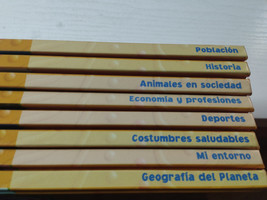 Población
Historia
Animales en sociedad
Economía y profesiones
Deportes
Costumbres saludables
Mi entorno
Geografía del Planeta